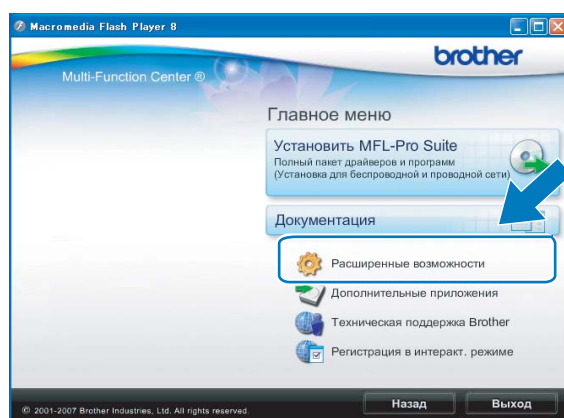 Macromedia Flash Player 8
brother
Multi-Function Center ®
Главное меню
Установить MFL-Pro Suite
Полный пакет драйверов и программ
(Установка для беспроводной и проводной сети)
Документация
Расширенные возможности
Дополнительные приложения
Техническая поддержка Brother
Регистрация в интеракт. режиме
© 2001-2007 Brother Industries, Ltd. All rights reserved.
Назад
Выход